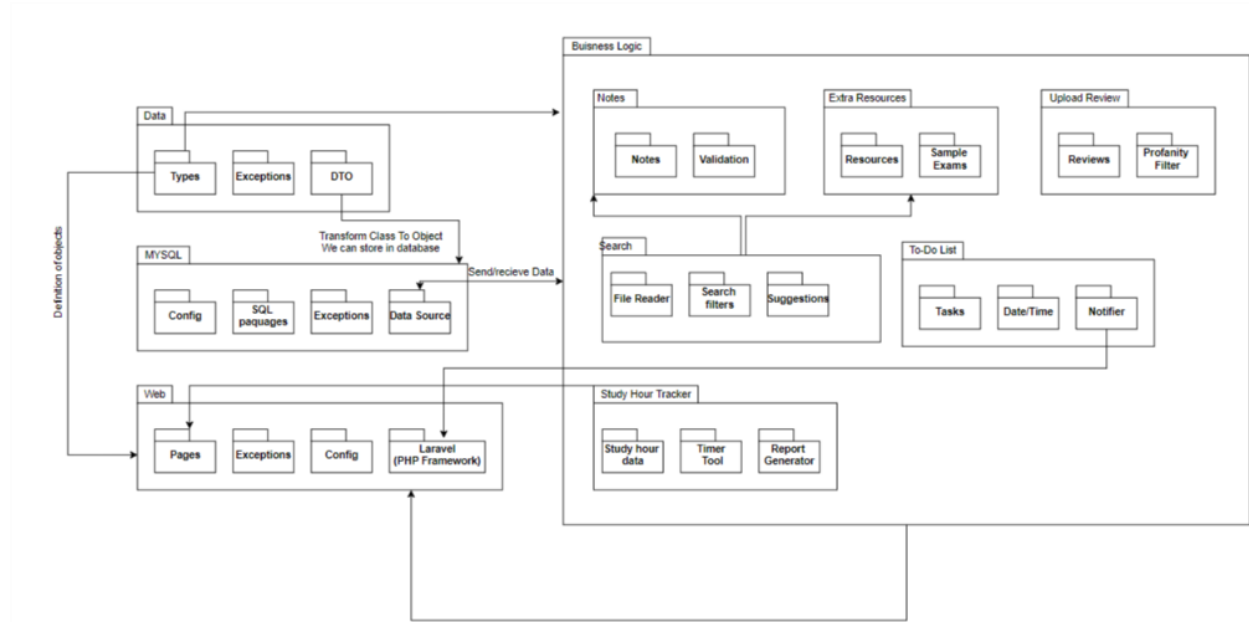 Buisness Logic
Notes
Extra Resources
Upload Review
Data
Notes
Validation
Resources
Sample
Exams
Reviews
Profanity
Filter
Types
Exceptions
DTO
Definition of objects
Transform Class To Object
We can store in database
MYSQL
Send/recieve Data
Search
To-Do List
File Reader
Search
filters
Suggestions
Config
SQL
paquages
Exceptions
Data Source
Tasks
Date/Time
Notifier
Web
Study Hour Tracker
Pages
Exceptions
Config
Laravel
(PHP Framework)
Study hour
data
Timer
Tool
Report
Generator